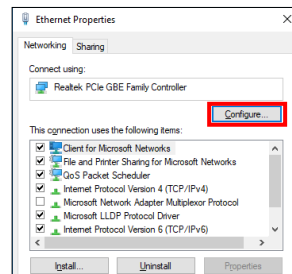 Ethernet Properties
Networking Sharing
Connect using:
Realtek PCIe GBE Family Controller
Configure...
This connection uses the following items:
Client for Microsoft Networks
File and Printer Sharing for Microsoft Networks
QoS Packet Scheduler
Internet Protocol Version 4 (TCP/IPv4)
Microsoft Network Adapter Multiplexor Protocol
Microsoft LLDP Protocol Driver
Internet Protocol Version 6 (TCP/IPv6)
Install... Uninstall Properties